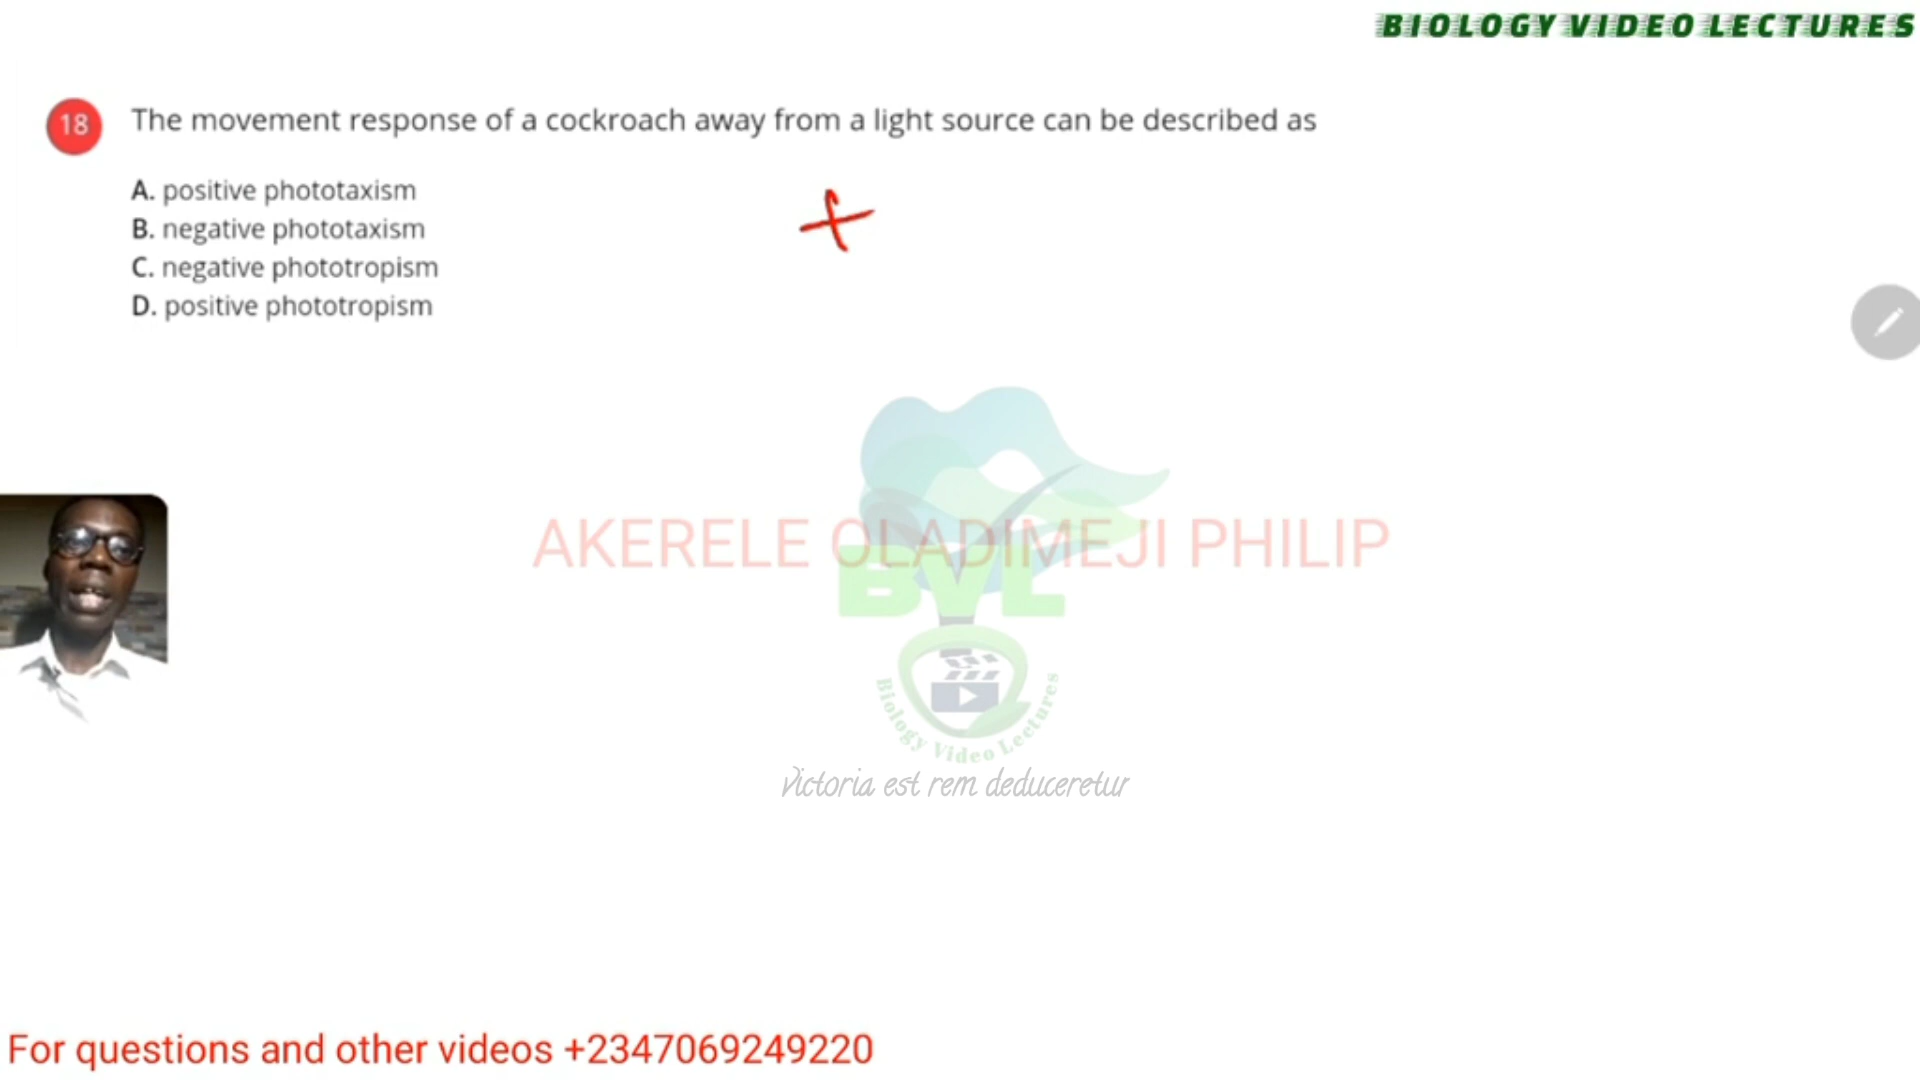 BIOLOGY VIDEO LECTURES
18 The movement response of a cockroach away from a light source can be described as
A. positive phototaxism
B. negative phototaxism
C. negative phototropism
D. positive phototropism
+
AKERELE OLADIMEJI PHILIP
BVL
Biology Video Lectures
Victoria est rem deduceretur
For questions and other videos +2347069249220